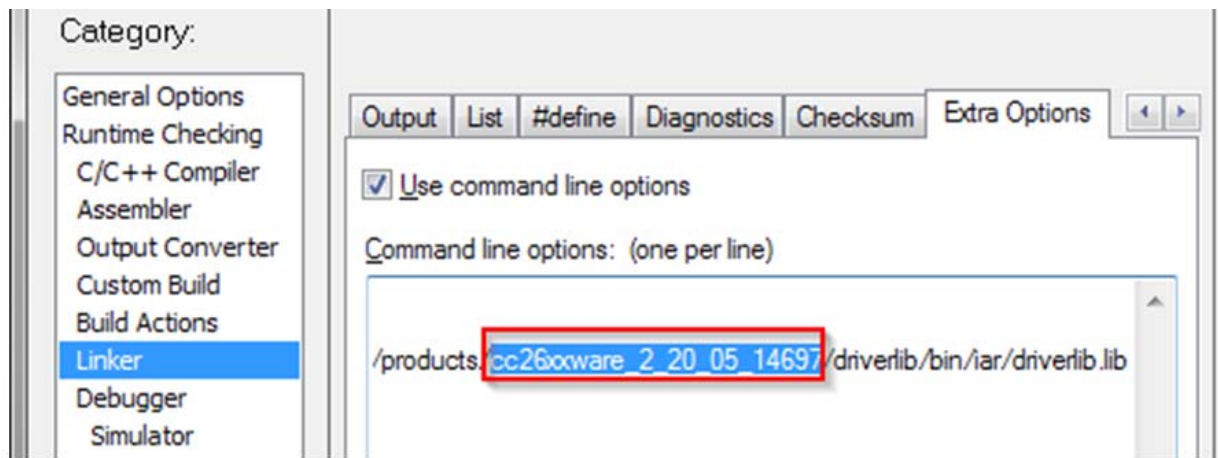 Category:
General Options
Runtime Checking
C/C++ Compiler
Assembler
Output Converter
Custom Build
Build Actions
Linker
Debugger
Simulator
Output List #define Diagnostics Checksum Extra Options
Use command line options
Command line options: (one per line)
/products/cc26xxware_2_20_05_14697/driverlib/bin/iar/driverlib.lib